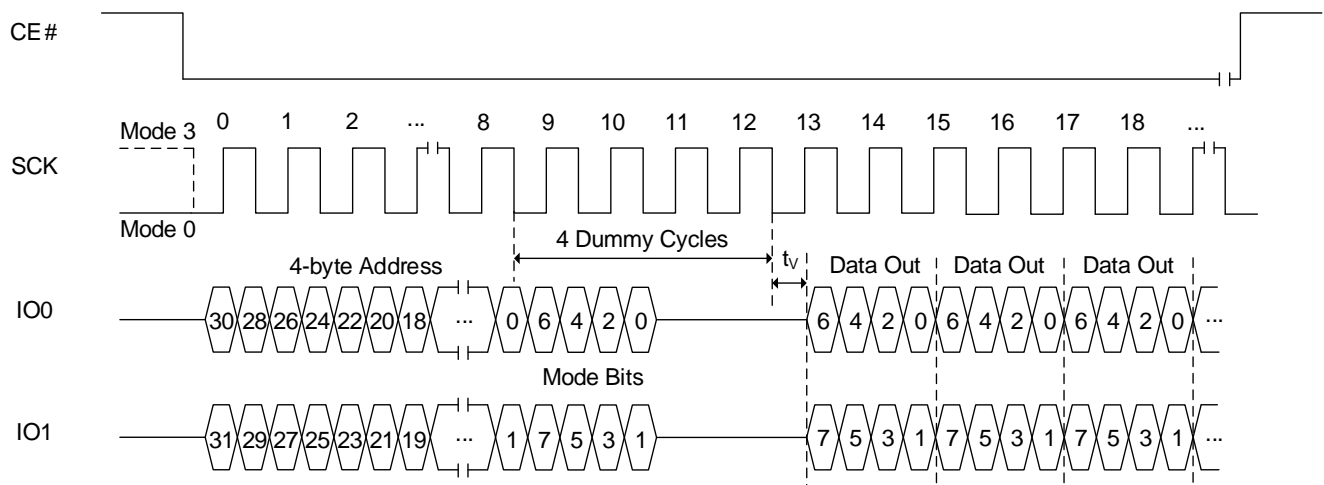 CE#
0 1 2 ... 8 9 10 11 12 13 14 15 16 17 18 ...
Mode 3
SCK
Mode 0
4 Dummy Cycles
4-byte Address tV Data Out Data Out Data Out
IO0 30 28 26 24 22 20 18 ... 0 6 4 2 0 6 4 2 0 6 4 2 0 6 4 2 0 ...
Mode Bits
IO1 31 29 27 25 23 21 19 ... 1 7 5 3 1 7 5 3 1 7 5 3 1 7 5 3 1 ...